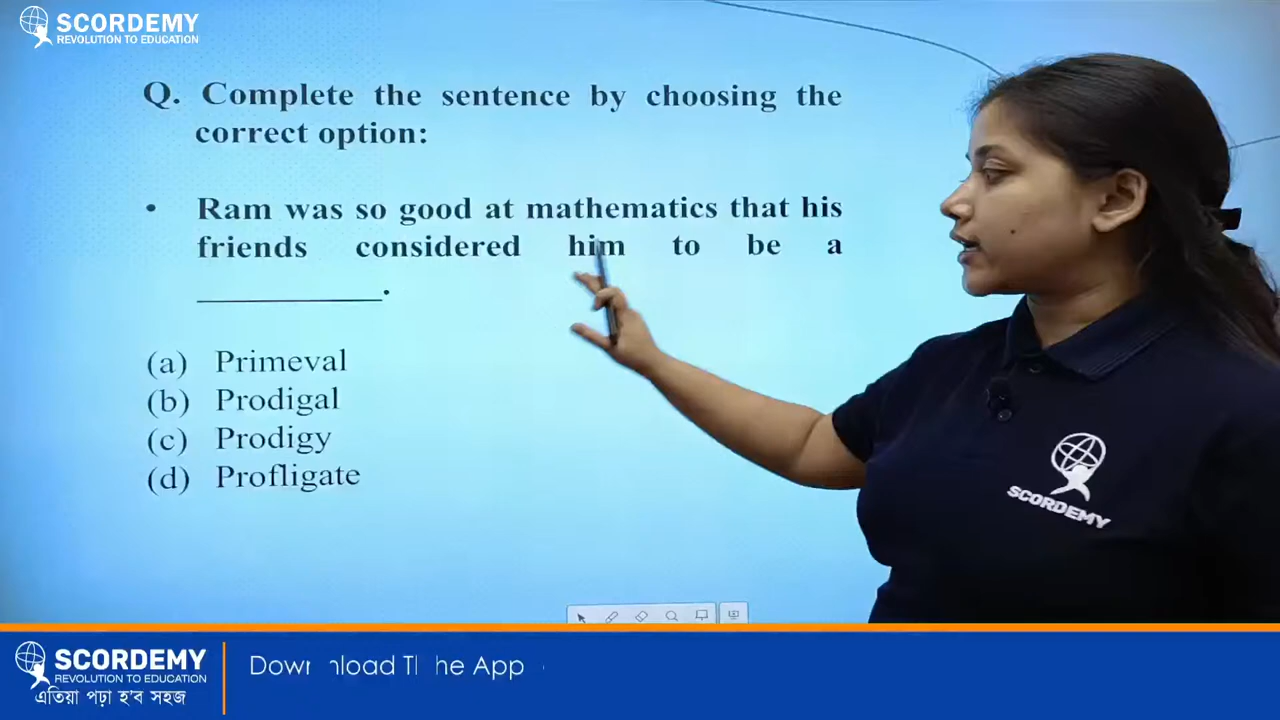 SCORDEMY
REVOLUTION TO EDUCATION
Q. Complete the sentence by choosing the
correct option:
• Ram was so good at mathematics that his
friends considered him to be a
____________.
(a) Primeval
(b) Prodigal
(c) Prodigy
(d) Profligate
SCORDEMY
SCORDEMY
REVOLUTION TO EDUCATION
এতিয়া পঢ়া হ'ব সহজ
Download The App